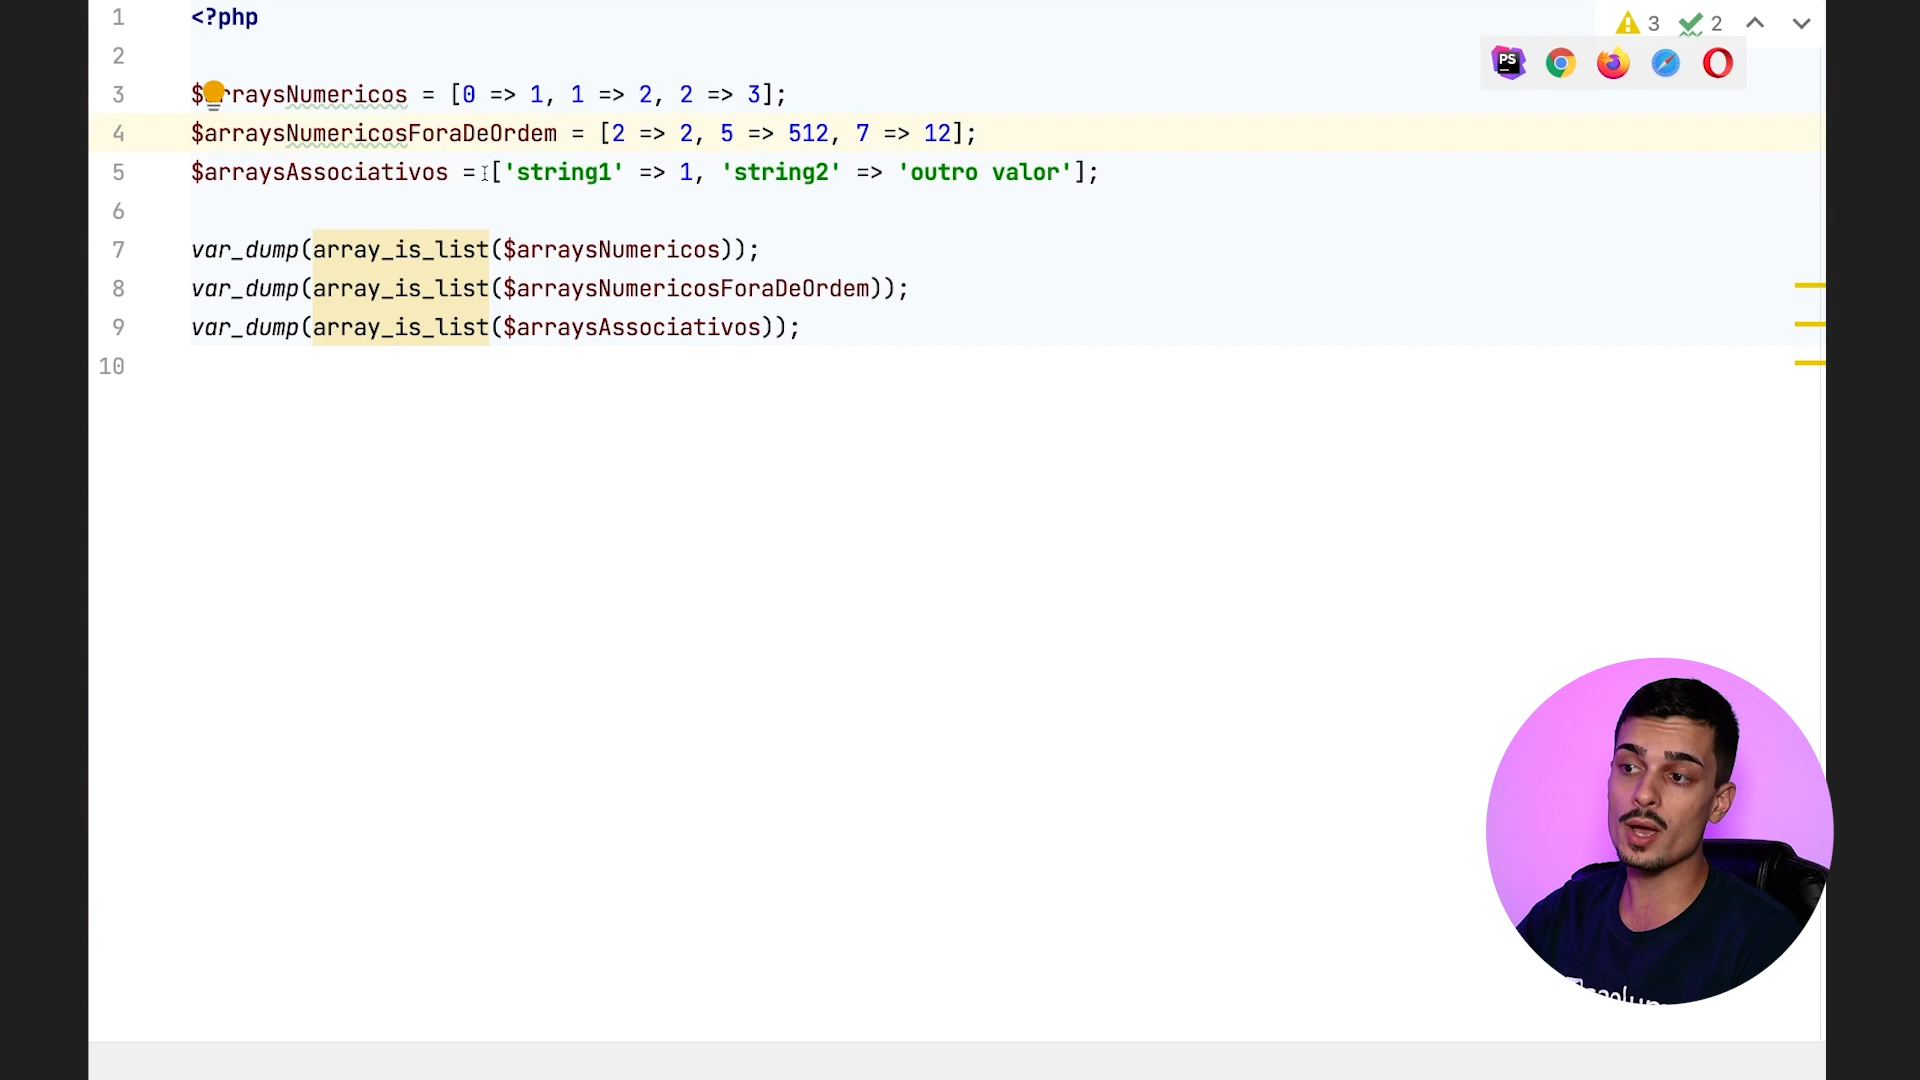 1 <?php
2
3 $arraysNumericos = [0 => 1, 1 => 2, 2 => 3];
4 $arraysNumericosForaDeOrdem = [2 => 2, 5 => 512, 7 => 12];
5 $arraysAssociativos = ['string1' => 1, 'string2' => 'outro valor'];
6
7 var_dump(array_is_list($arraysNumericos));
8 var_dump(array_is_list($arraysNumericosForaDeOrdem));
9 var_dump(array_is_list($arraysAssociativos));
10
3 2
PS